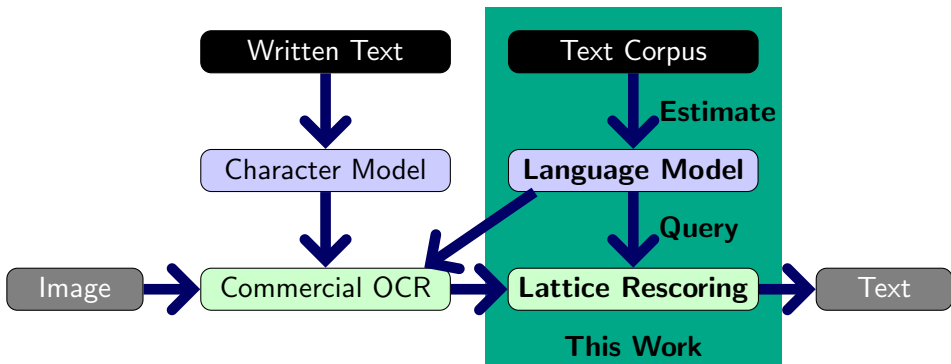 Written Text
Text Corpus
Estimate
Character Model
Language Model
Query
Image
Commercial OCR
Lattice Rescoring
Text
This Work